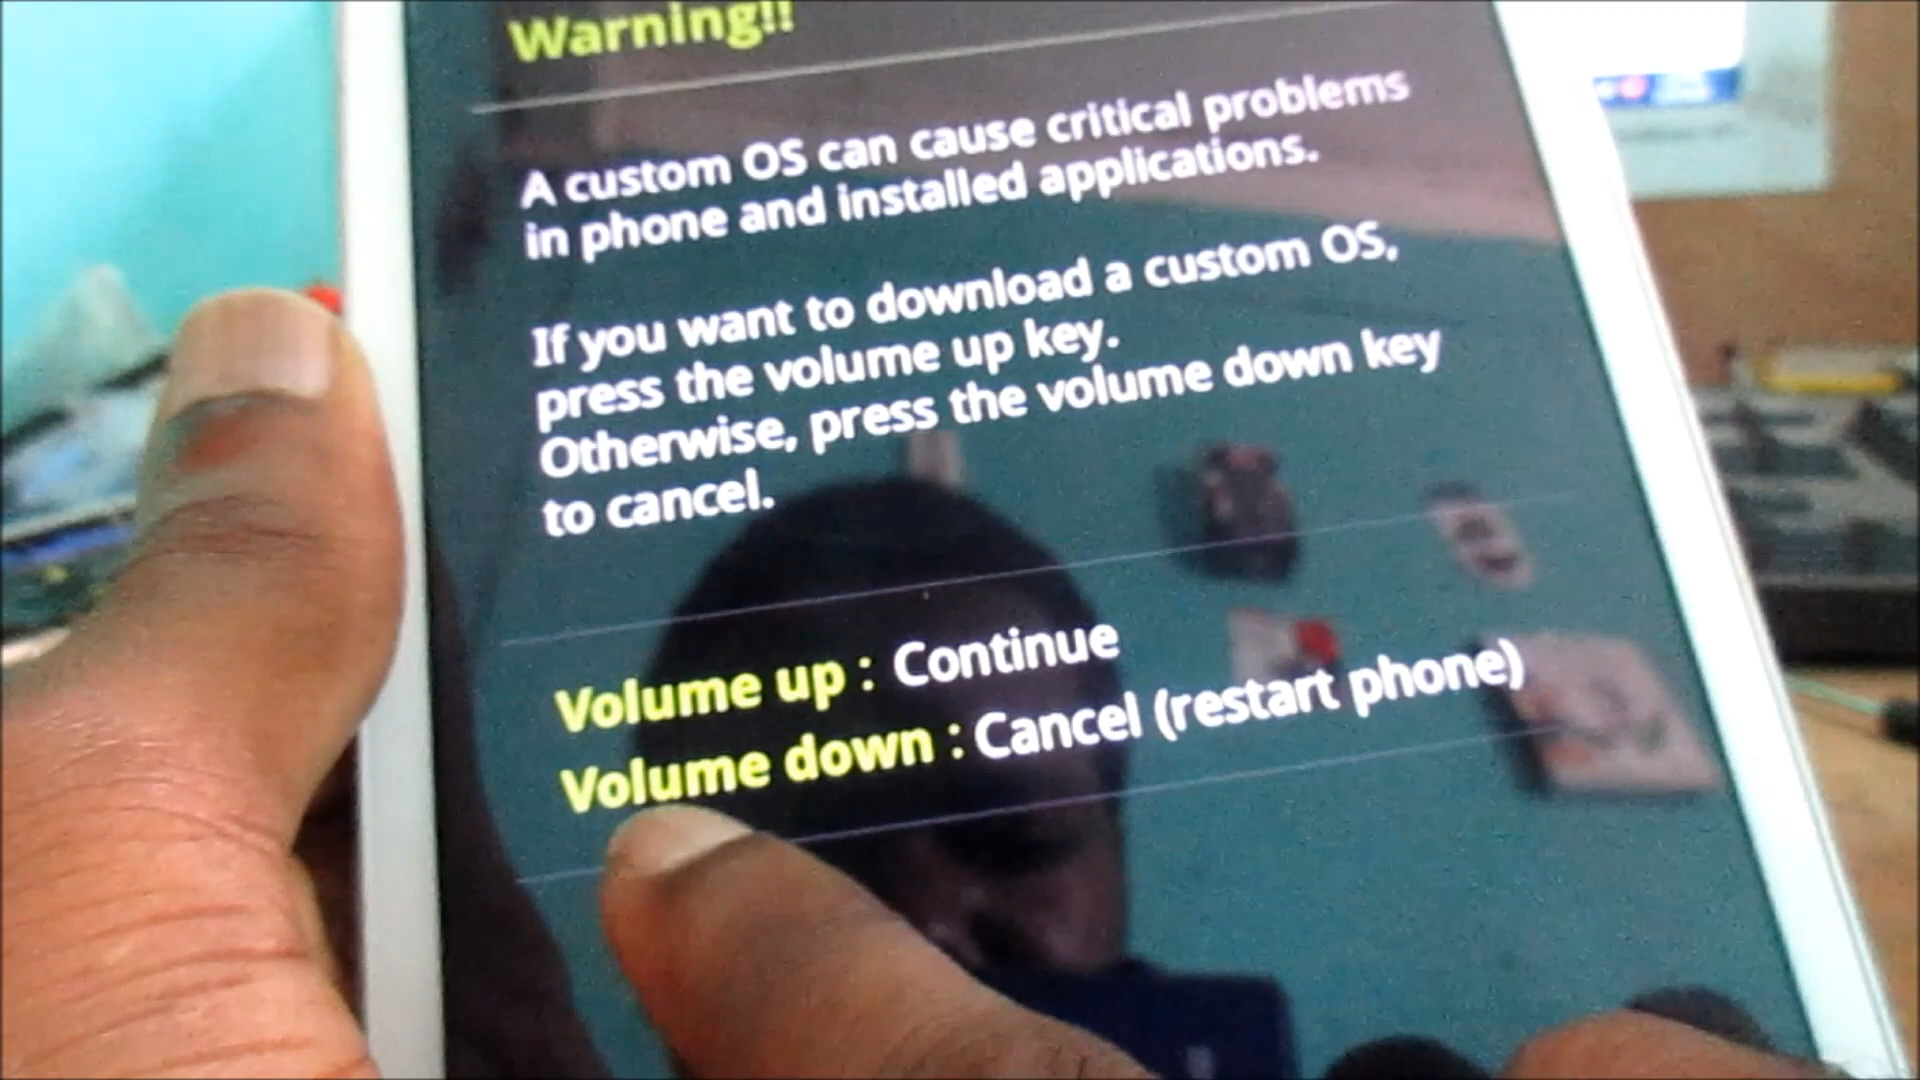 Warning!!
A custom OS can cause critical problems
in phone and installed applications.
If you want to download a custom OS,
press the volume up key.
Otherwise, press the volume down key
to cancel.
Volume up : Continue
Volume down : Cancel (restart phone)